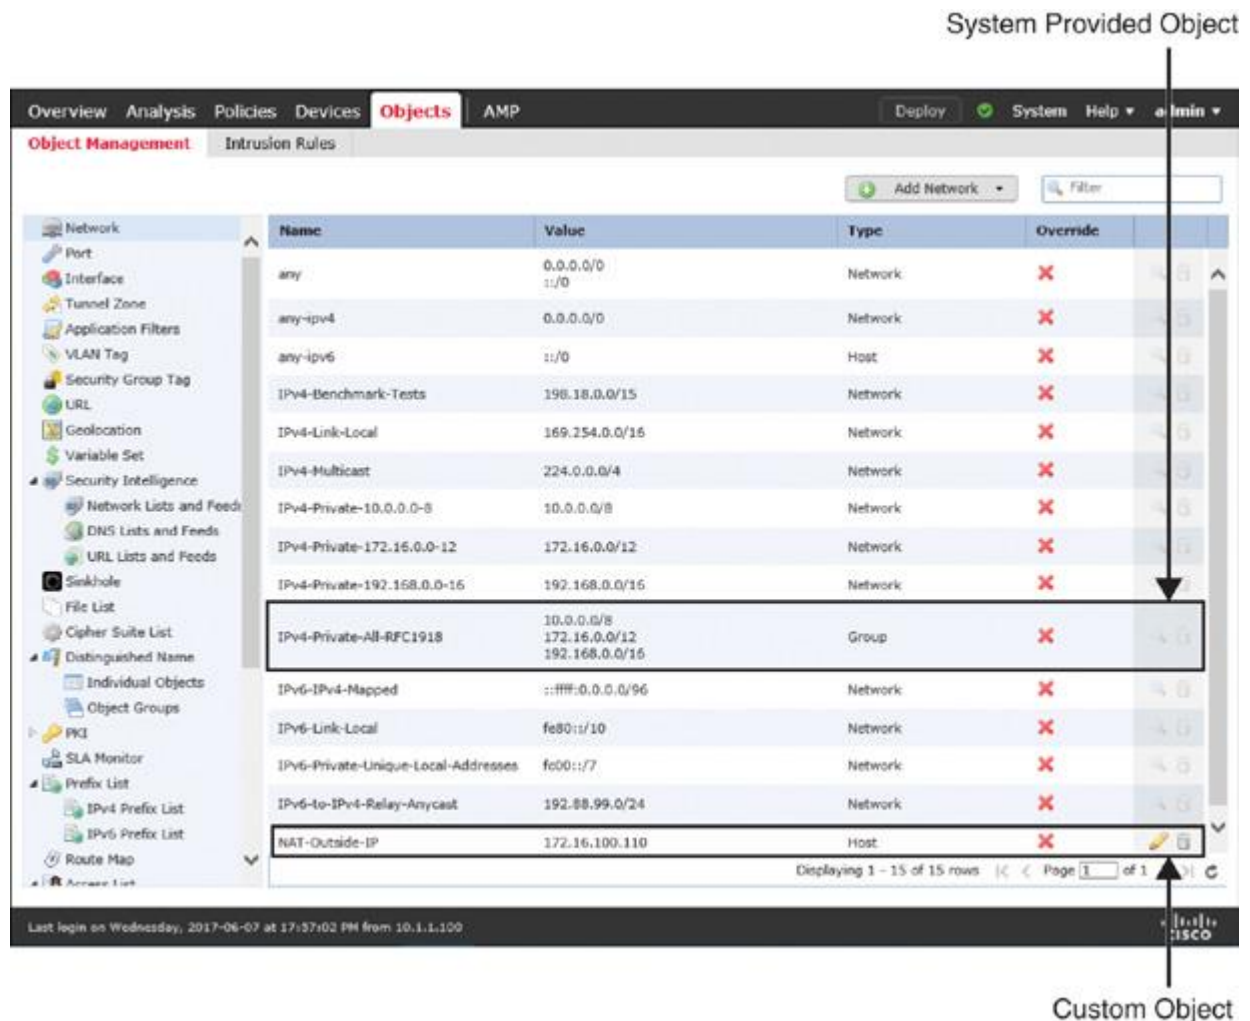 System Provided Object
Overview Analysis Policies Devices Objects AMP Deploy System Help admin
Object Management Intrusion Rules
Add Network Filter
Network
Port
Interface
Tunnel Zone
Application Filters
VLAN Tag
Security Group Tag
URL
Geolocation
Variable Set
Security Intelligence
Network Lists and Feeds
DNS Lists and Feeds
URL Lists and Feeds
Sinkhole
File List
Cipher Suite List
Distinguished Name
Individual Objects
Object Groups
PKI
SLA Monitor
Prefix List
IPv4 Prefix List
IPv6 Prefix List
Route Map
Access List
Name Value Type Override
any 0.0.0.0/0 Network
::/0
any-ipv4 0.0.0.0/0 Network
any-ipv6 ::/0 Host
IPv4-Benchmark-Tests 198.18.0.0/15 Network
IPv4-Link-Local 169.254.0.0/16 Network
IPv4-Multicast 224.0.0.0/4 Network
IPv4-Private-10.0.0.0-8 10.0.0.0/8 Network
IPv4-Private-172.16.0.0-12 172.16.0.0/12 Network
IPv4-Private-192.168.0.0-16 192.168.0.0/16 Network
10.0.0.0/8
IPv4-Private-All-RFC1918 172.16.0.0/12 Group
192.168.0.0/16
IPv6-IPv4-Mapped ::ffff:0.0.0.0/96 Network
IPv6-Link-Local fe80::/10 Network
IPv6-Private-Unique-Local-Addresses fc00::/7 Network
IPv6-to-IPv4-Relay-Anycast 192.88.99.0/24 Network
NAT-Outside-IP 172.16.100.110 Host
Displaying 1 - 15 of 15 rows |< < Page 1 of 1 >|
Last login on Wednesday, 2017-06-07 at 17:57:02 PM from 10.1.1.100
CISCO
Custom Object